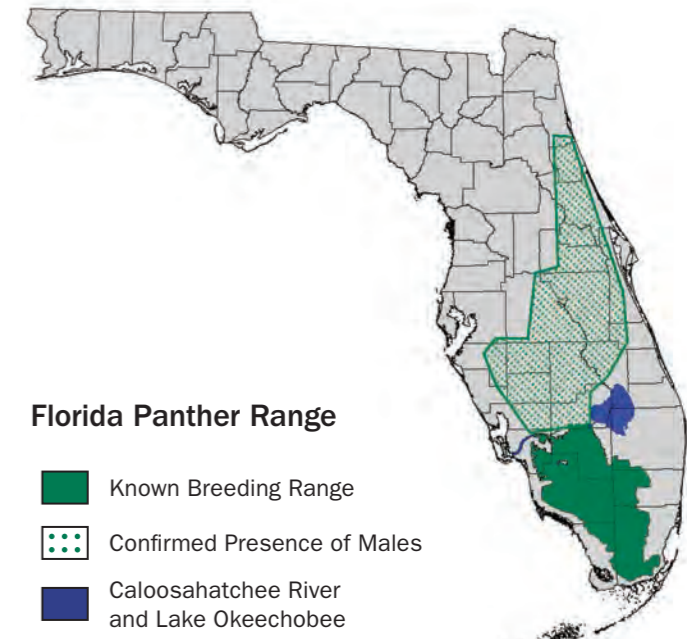 Florida Panther Range
Known Breeding Range
Confirmed Presence of Males
Caloosahatchee River
and Lake Okeechobee